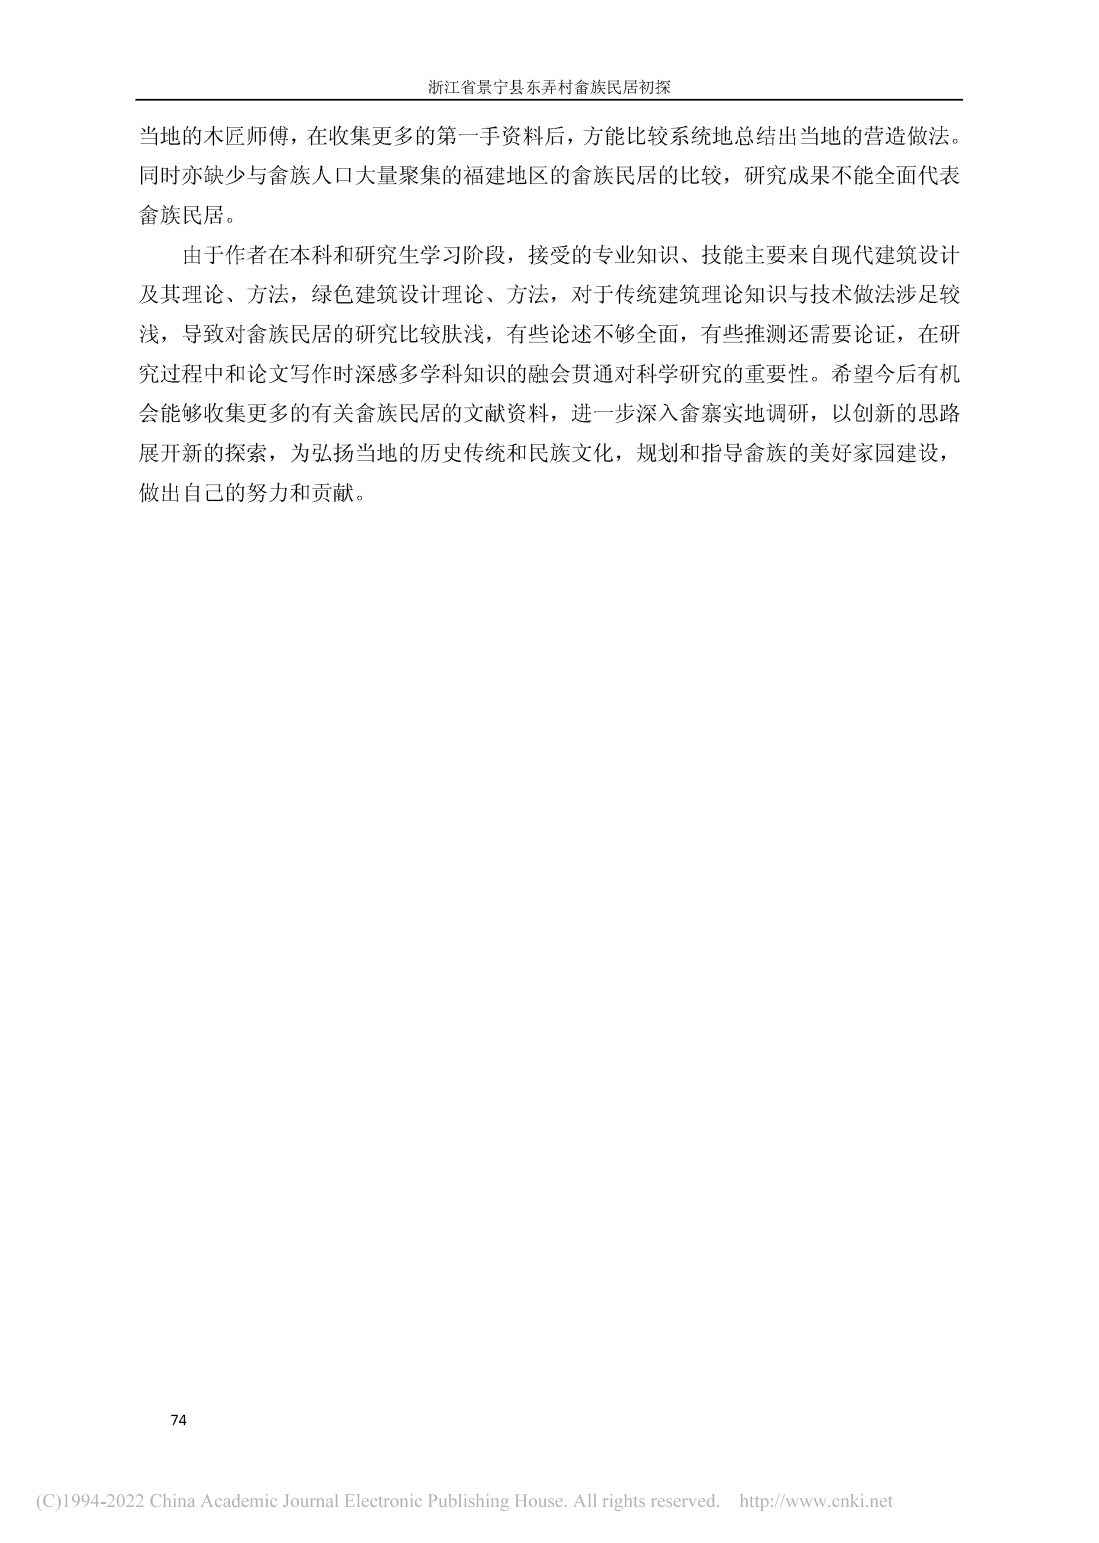 浙江省景宁县东弄村畲族民居初探
当地的木匠师傅，在收集更多的第一手资料后，方能比较系统地总结出当地的营造做法。
同时亦缺少与畲族人口大量聚集的福建地区的畲族民居的比较，研究成果不能全面代表
畲族民居。
由于作者在本科和研究生学习阶段，接受的专业知识、技能主要来自现代建筑设计
及其理论、方法，绿色建筑设计理论、方法，对于传统建筑理论知识与技术做法涉足较
浅，导致对畲族民居的研究比较肤浅，有些论述不够全面，有些推测还需要论证，在研
究过程中和论文写作时深感多学科知识的融会贯通对科学研究的重要性。希望今后有机
会能够收集更多的有关畲族民居的文献资料，进一步深入畲寨实地调研，以创新的思路
展开新的探索，为弘扬当地的历史传统和民族文化，规划和指导畲族的美好家园建设，
做出自己的努力和贡献。
74
(C)1994-2022 China Academic Journal Electronic Publishing House. All rights reserved. http://www.cnki.net